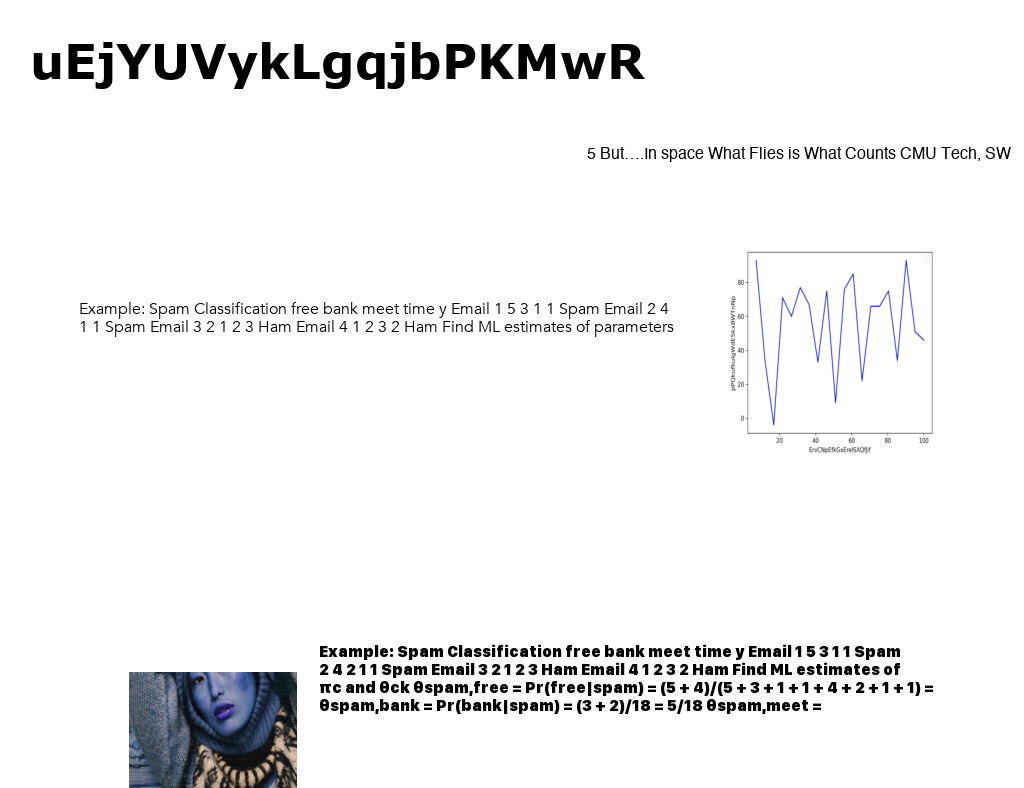 uEjYUVykLgqjbPKMwR
5 But….in space What Flies is What Counts CMU Tech, SW
Example: Spam Classification free bank meet time y Email 1 5 3 1 1 Spam Email 2 4
1 1 Spam Email 3 2 1 2 3 Ham Email 4 1 2 3 2 Ham Find ML estimates of parameters
80
60
40
20
0
20 40 60 80 100
Example: Spam Classification free bank meet time y Email 1 5 3 1 1 Spam
2 4 2 1 1 Spam Email 3 2 1 2 3 Ham Email 4 1 2 3 2 Ham Find ML estimates of
πc and θck θspam,free = Pr(free|spam) = (5 + 4)/(5 + 3 + 1 + 1 + 4 + 2 + 1 + 1) =
θspam,bank = Pr(bank|spam) = (3 + 2)/18 = 5/18 θspam,meet =